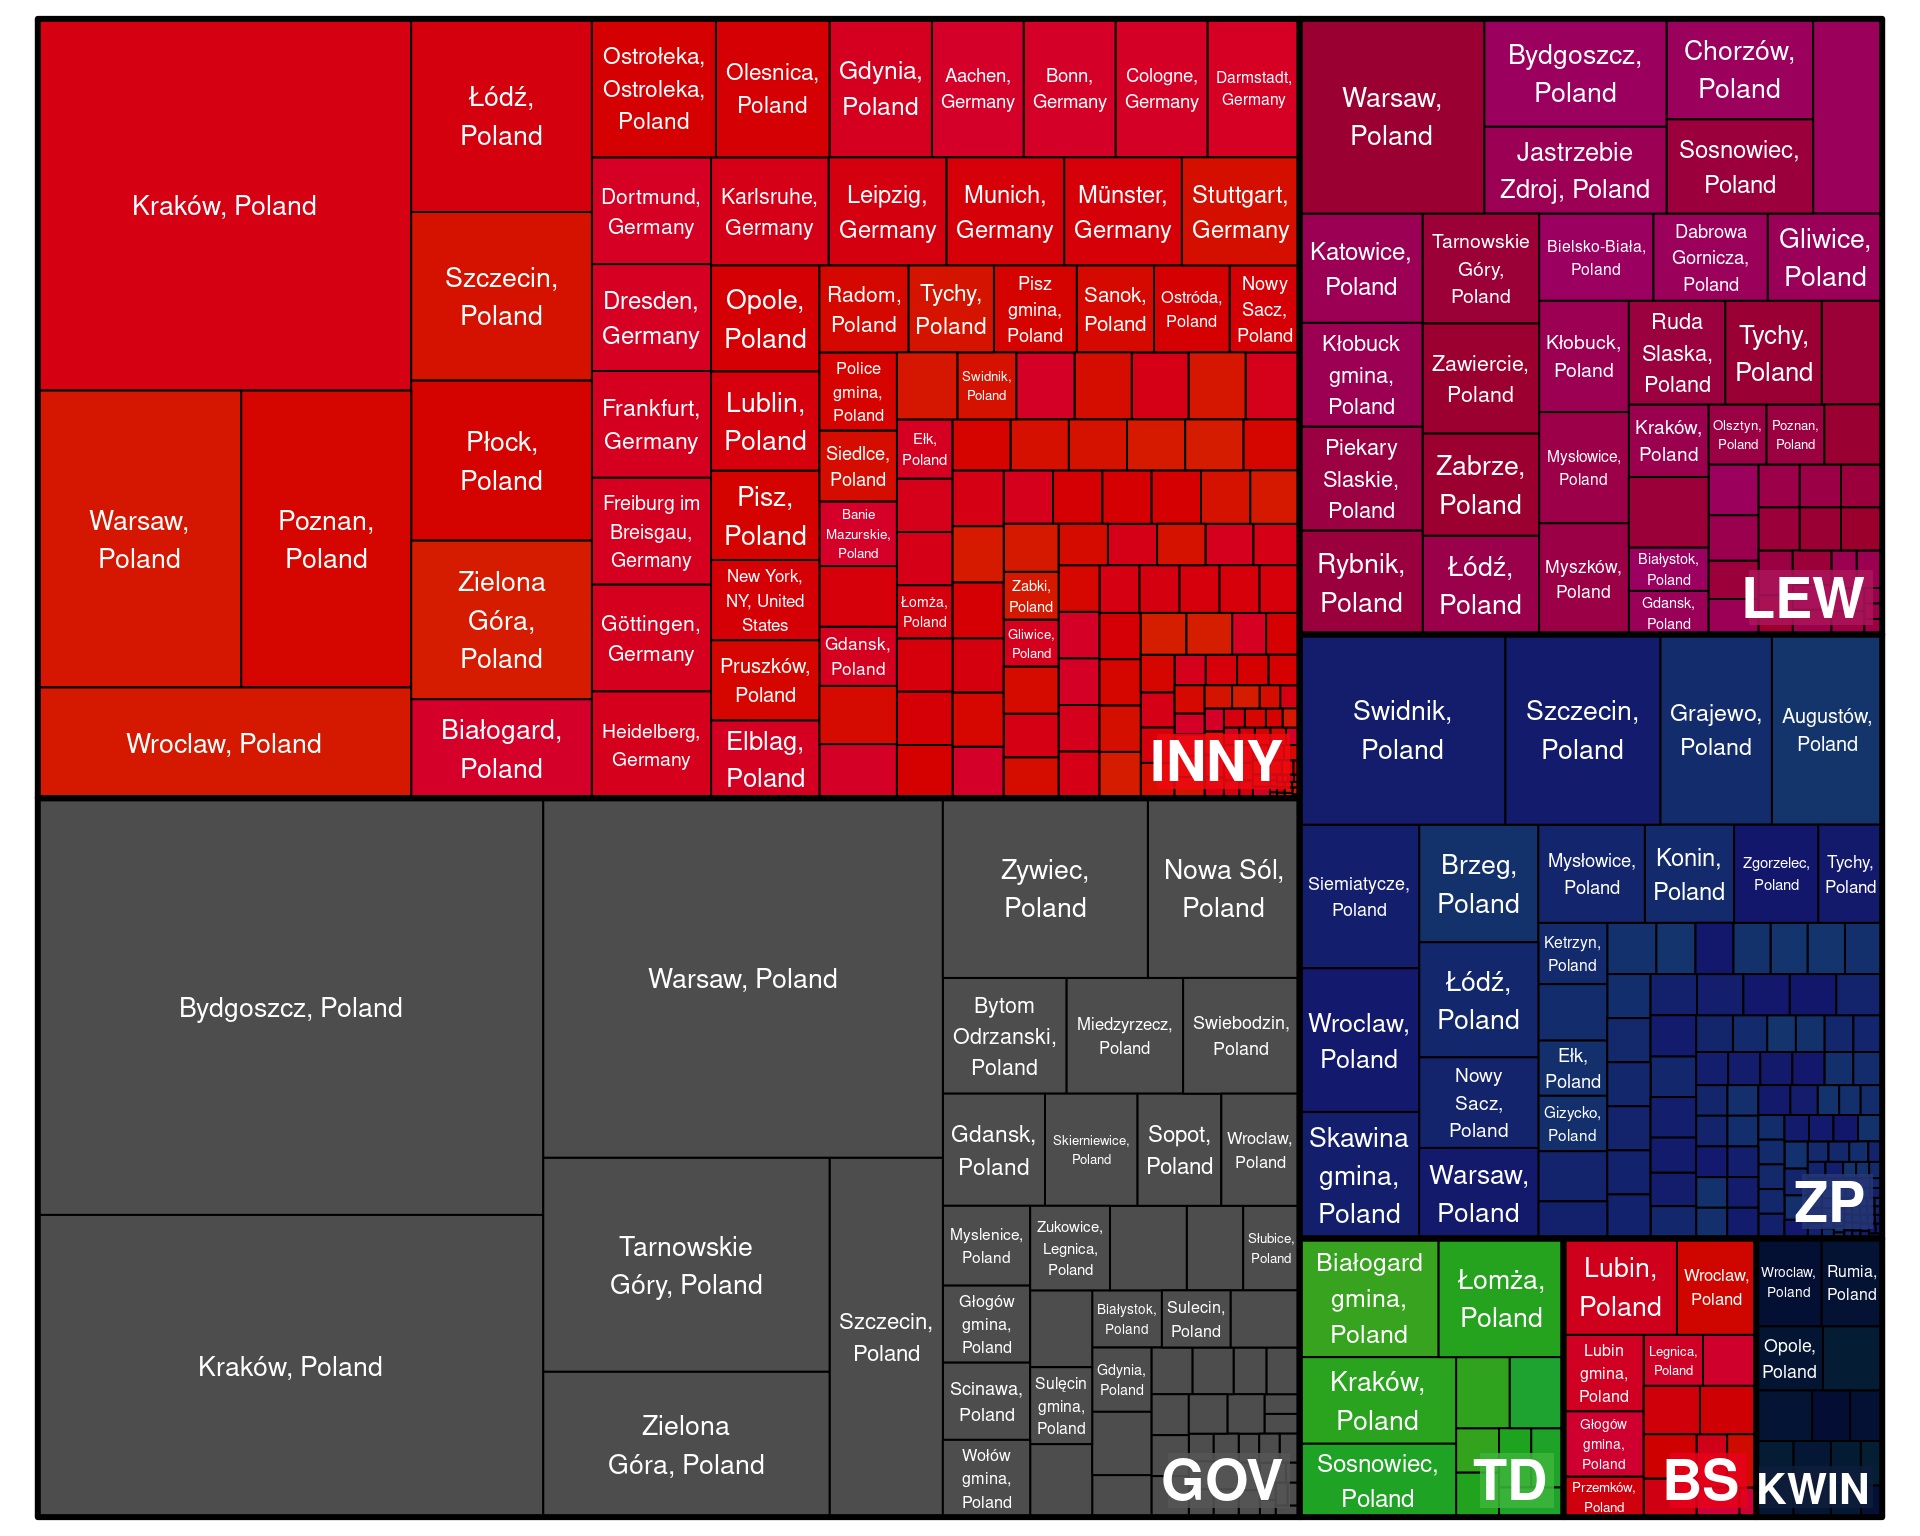 Kraków, Poland
Łódź,
Poland
Szczecin,
Poland
Warsaw,
Poland
Poznan,
Poland
Płock,
Poland
Zielona
Góra,
Poland
Wroclaw, Poland
Białogard,
Poland
Ostrołeka,
Ostroleka,
Poland
Olesnica,
Poland
Gdynia,
Poland
Aachen,
Germany
Bonn,
Germany
Cologne,
Germany
Darmstadt,
Germany
Dortmund,
Germany
Karlsruhe,
Germany
Leipzig,
Germany
Munich,
Germany
Münster,
Germany
Stuttgart,
Germany
Dresden,
Germany
Frankfurt,
Germany
Freiburg im
Breisgau,
Germany
Göttingen,
Germany
Heidelberg,
Germany
Opole,
Poland
Lublin,
Poland
Pisz,
Poland
New York,
NY, United
States
Pruszków,
Poland
Elblag,
Poland
Radom,
Poland
Tychy,
Poland
Pisz
gmina,
Poland
Sanok,
Poland
Ostróda,
Poland
Nowy
Sacz,
Poland
Police
gmina,
Poland
Swidnik,
Poland
Siedlce,
Poland
Ełk,
Poland
Banie
Mazurskie,
Poland
Łomża,
Poland
Gdansk,
Poland
Zabki,
Poland
Gliwice,
Poland
INNY
Warsaw,
Poland
Bydgoszcz,
Poland
Chorzów,
Poland
Jastrzebie
Zdroj, Poland
Sosnowiec,
Poland
Katowice,
Poland
Tarnowskie
Góry,
Poland
Bielsko-Biała,
Poland
Dabrowa
Gornicza,
Poland
Gliwice,
Poland
Kłobuck
gmina,
Poland
Zawiercie,
Poland
Kłobuck,
Poland
Ruda
Slaska,
Poland
Tychy,
Poland
Piekary
Slaskie,
Poland
Zabrze,
Poland
Mysłowice,
Poland
Kraków,
Poland
Olsztyn,
Poland
Poznan,
Poland
Rybnik,
Poland
Łódź,
Poland
Myszków,
Poland
Białystok,
Poland
Gdansk,
Poland
LEW
Bydgoszcz, Poland
Kraków, Poland
Warsaw, Poland
Tarnowskie
Góry, Poland
Zielona
Góra, Poland
Szczecin,
Poland
Zywiec,
Poland
Nowa Sól,
Poland
Bytom
Odrzanski,
Poland
Miedzyrzecz,
Poland
Swiebodzin,
Poland
Gdansk,
Poland
Skierniewice,
Poland
Sopot,
Poland
Wroclaw,
Poland
Myslenice,
Poland
Zukowice,
Legnica,
Poland
Słubice,
Poland
Głogów
gmina,
Poland
Białystok,
Poland
Sulecin,
Poland
Scinawa,
Poland
Sulęcin
gmina,
Poland
Gdynia,
Poland
Wołów
gmina,
Poland
GOV
Swidnik,
Poland
Szczecin,
Poland
Grajewo,
Poland
Augustów,
Poland
Siemiatycze,
Poland
Brzeg,
Poland
Mysłowice,
Poland
Konin,
Poland
Zgorzelec,
Poland
Tychy,
Poland
Wroclaw,
Poland
Łódź,
Poland
Ketrzyn,
Poland
Nowy
Sacz,
Poland
Ełk,
Poland
Gizycko,
Poland
Skawina
gmina,
Poland
Warsaw,
Poland
ZP
Białogard
gmina,
Poland
Łomża,
Poland
Kraków,
Poland
Sosnowiec,
Poland
TD
Lubin,
Poland
Wroclaw,
Poland
Lubin
gmina,
Poland
Legnica,
Poland
Głogów
gmina,
Poland
Przemków,
Poland
BS
Wroclaw,
Poland
Rumia,
Poland
Opole,
Poland
KWIN